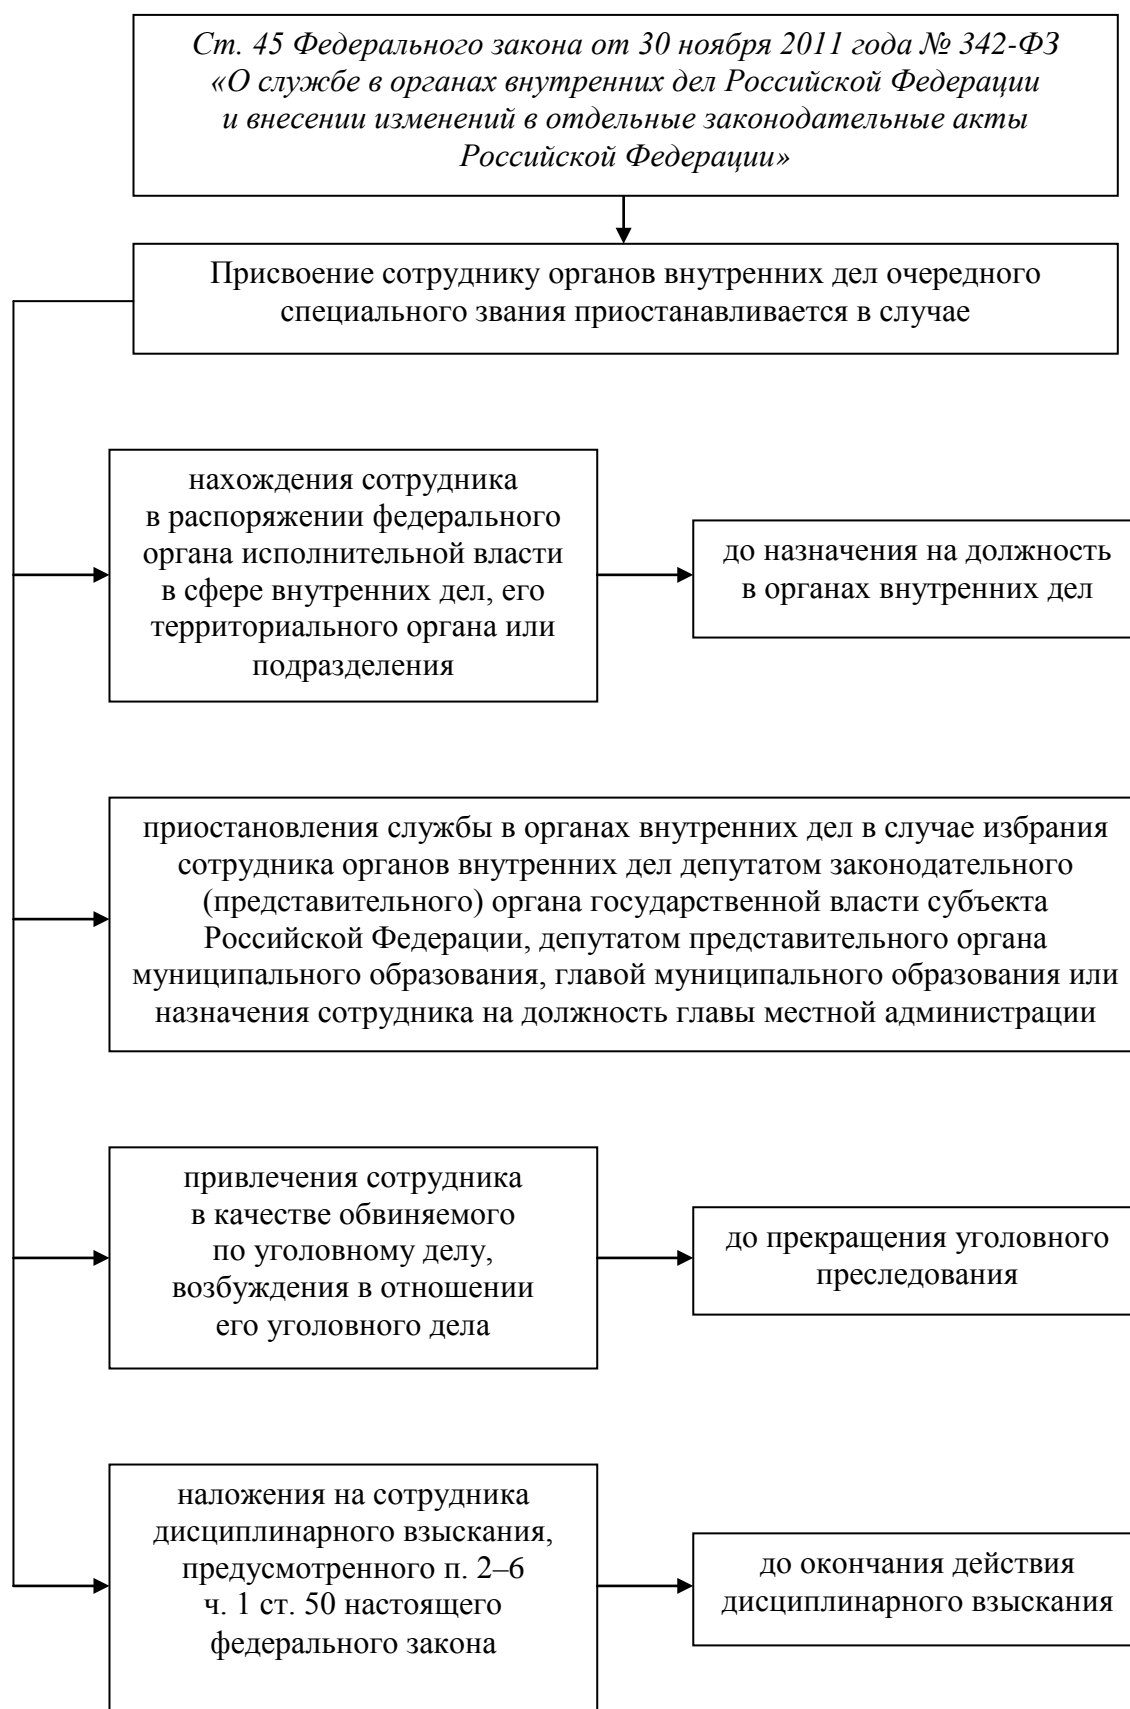 Ст. 45 Федерального закона от 30 ноября 2011 года № 342-ФЗ
«О службе в органах внутренних дел Российской Федерации
и внесении изменений в отдельные законодательные акты
Российской Федерации»
Присвоение сотруднику органов внутренних дел очередного
специального звания приостанавливается в случае
нахождения сотрудника
в распоряжении федерального
органа исполнительной власти
в сфере внутренних дел, его
территориального органа или
подразделения
до назначения на должность
в органах внутренних дел
приостановления службы в органах внутренних дел в случае избрания
сотрудника органов внутренних дел депутатом законодательного
(представительного) органа государственной власти субъекта
Российской Федерации, депутатом представительного органа
муниципального образования, главой муниципального образования или
назначения сотрудника на должность главы местной администрации
привлечения сотрудника
в качестве обвиняемого
по уголовному делу,
возбуждения в отношении
его уголовного дела
до прекращения уголовного
преследования
наложения на сотрудника
дисциплинарного взыскания,
предусмотренного п. 2–6
ч. 1 ст. 50 настоящего
федерального закона
до окончания действия
дисциплинарного взыскания